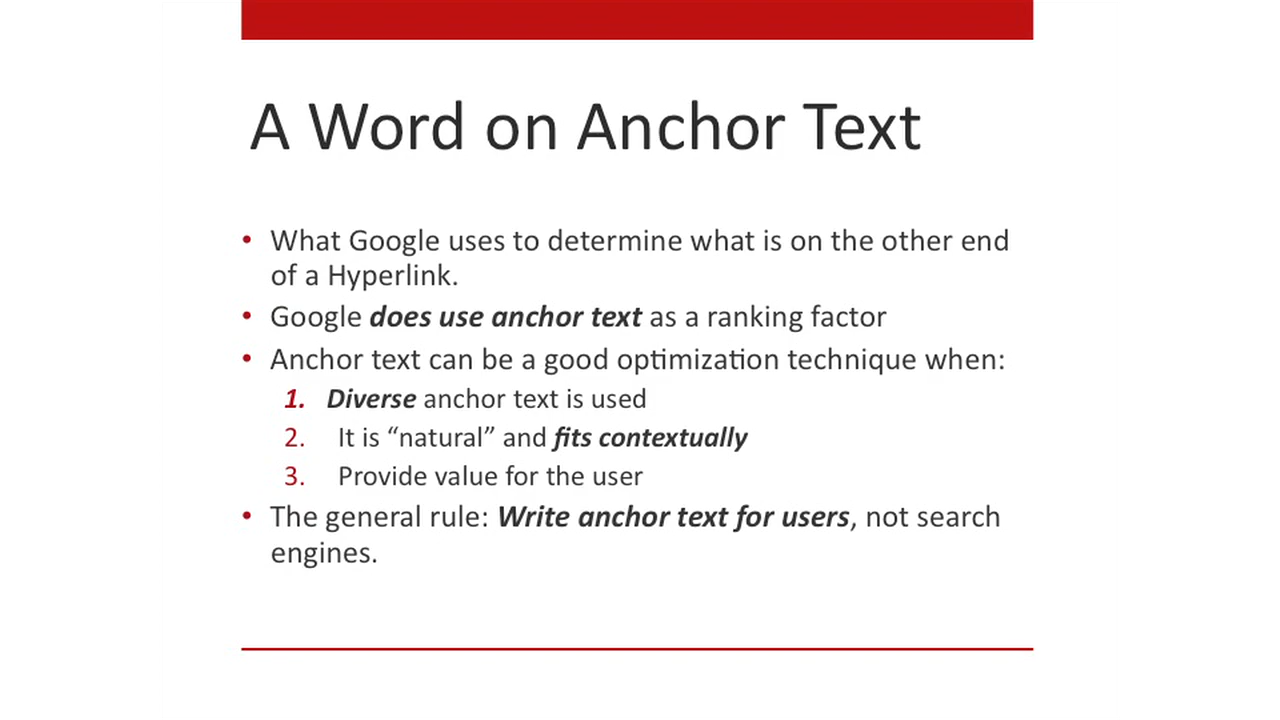 A Word on Anchor Text
• What Google uses to determine what is on the other end
of a Hyperlink.
• Google does use anchor text as a ranking factor
• Anchor text can be a good optimization technique when:
1. Diverse anchor text is used
2. It is “natural” and fits contextually
3. Provide value for the user
• The general rule: Write anchor text for users, not search
engines.